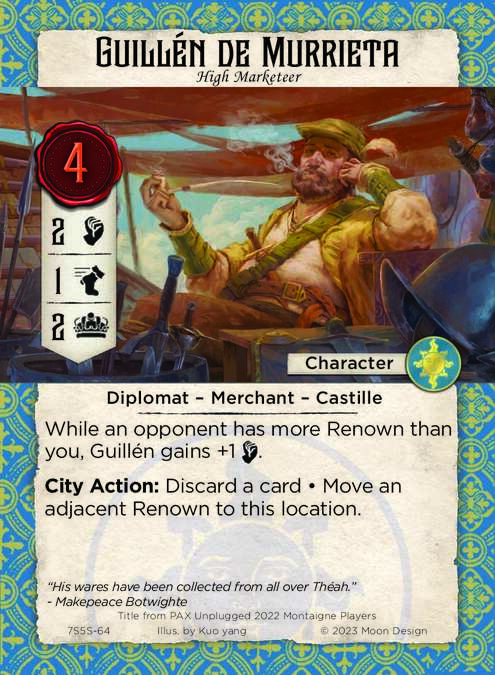 Guillén de Murrieta
High Marketeer
4
2
1
2
Character
Diplomat – Merchant – Castille
While an opponent has more Renown than
you, Guillén gains +1 .
City Action: Discard a card • Move an
adjacent Renown to this location.
“His wares have been collected from all over Théah.”
- Makepeace Botwighte
Title from PAX Unplugged 2022 Montaigne Players
7S5S-64 Illus. by Kuo yang © 2023 Moon Design